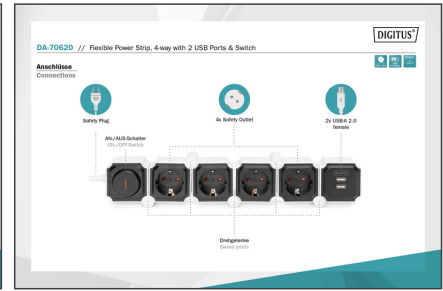 DIGITUS®
DA-70620 // Flexible Power Strip, 4-way with 2 USB Ports & Switch
Anschlüsse
Connections
Safety Plug
4x Safety Outlet
2x USB-A 2.0
female
AN-/AUS-Schalter
ON-/OFF-Switch
Drehgelenke
Swivel joints